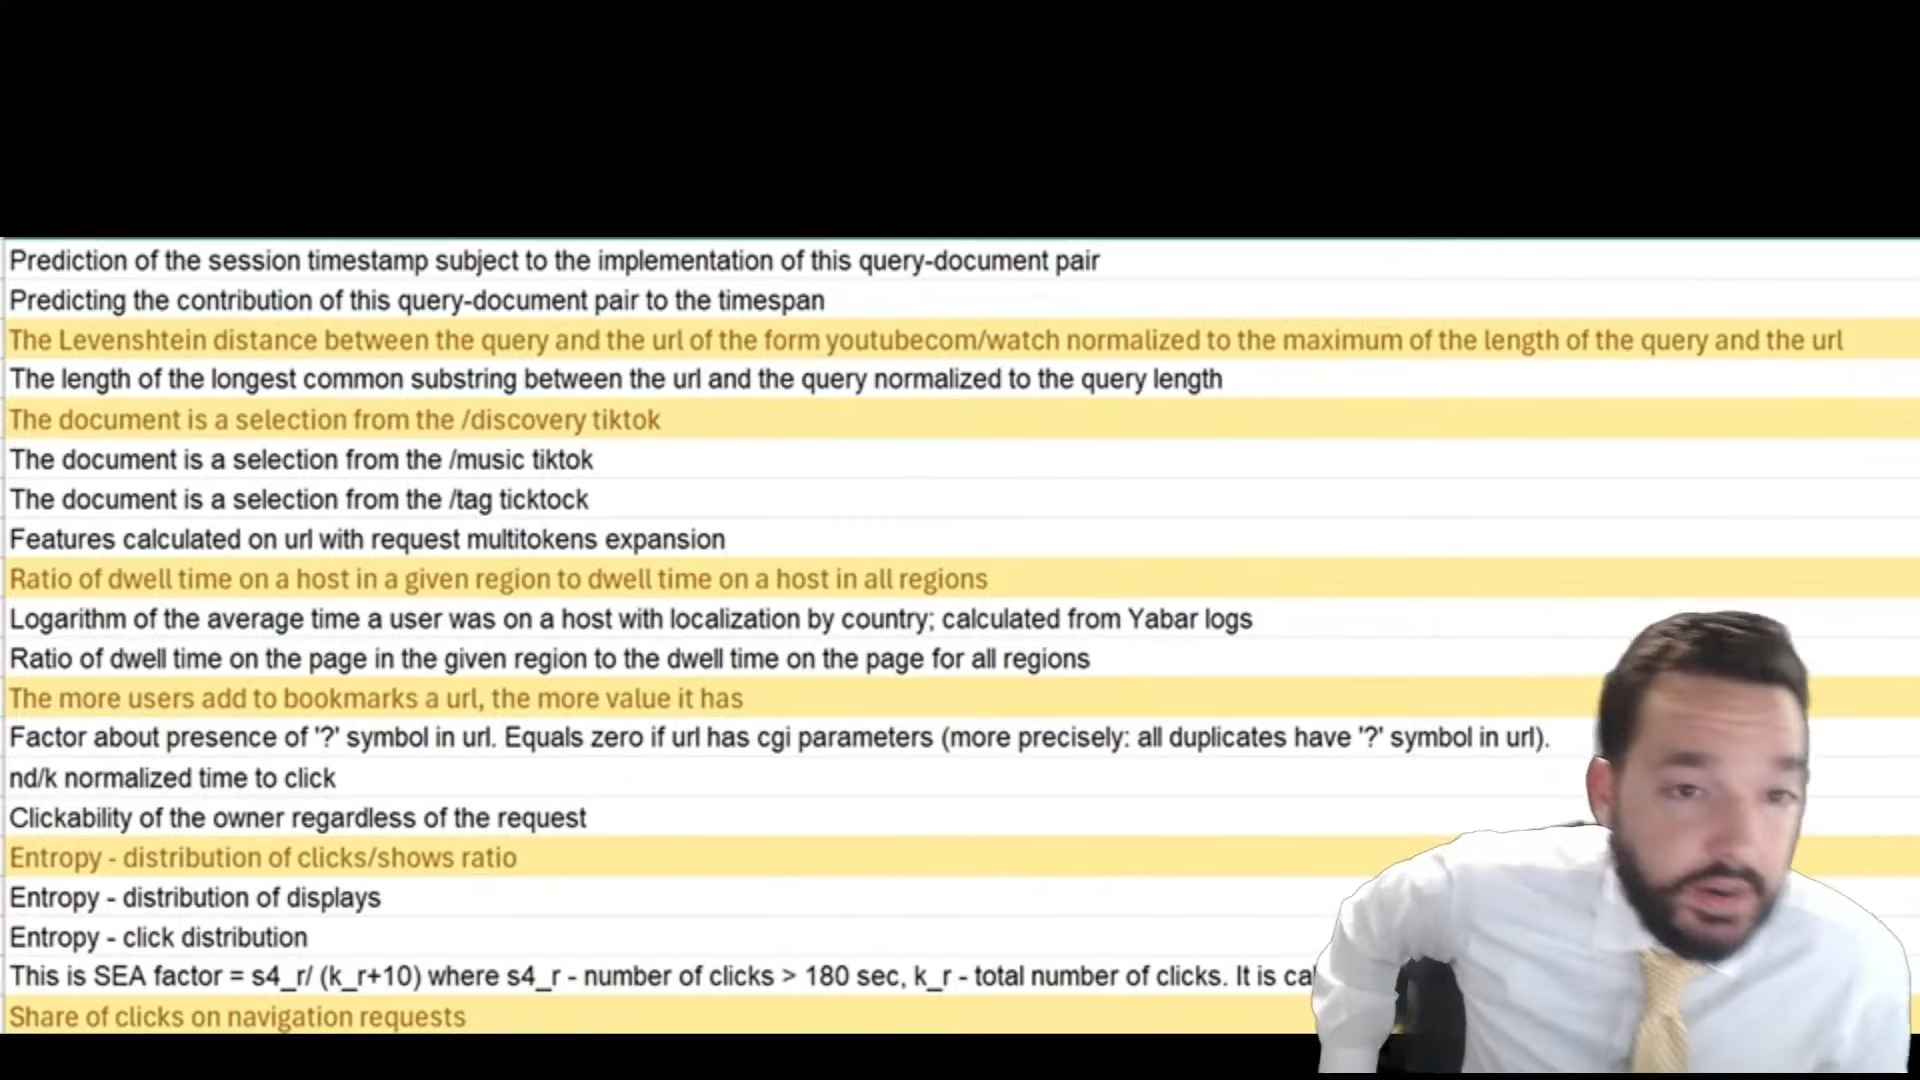 Prediction of the session timestamp subject to the implementation of this query-document pair
Predicting the contribution of this query-document pair to the timespan
The Levenshtein distance between the query and the url of the form youtubecom/watch normalized to the maximum of the length of the query and the url
The length of the longest common substring between the url and the query normalized to the query length
The document is a selection from the /discovery tiktok
The document is a selection from the /music tiktok
The document is a selection from the /tag ticktock
Features calculated on url with request multitokens expansion
Ratio of dwell time on a host in a given region to dwell time on a host in all regions
Logarithm of the average time a user was on a host with localization by country; calculated from Yabar logs
Ratio of dwell time on the page in the given region to the dwell time on the page for all regions
The more users add to bookmarks a url, the more value it has
Factor about presence of '?' symbol in url. Equals zero if url has cgi parameters (more precisely: all duplicates have '?' symbol in url).
nd/k normalized time to click
Clickability of the owner regardless of the request
Entropy - distribution of clicks/shows ratio
Entropy - distribution of displays
Entropy - click distribution
This is SEA factor = s4_r/ (k_r+10) where s4_r - number of clicks > 180 sec, k_r - total number of clicks. It is ca
Share of clicks on navigation requests